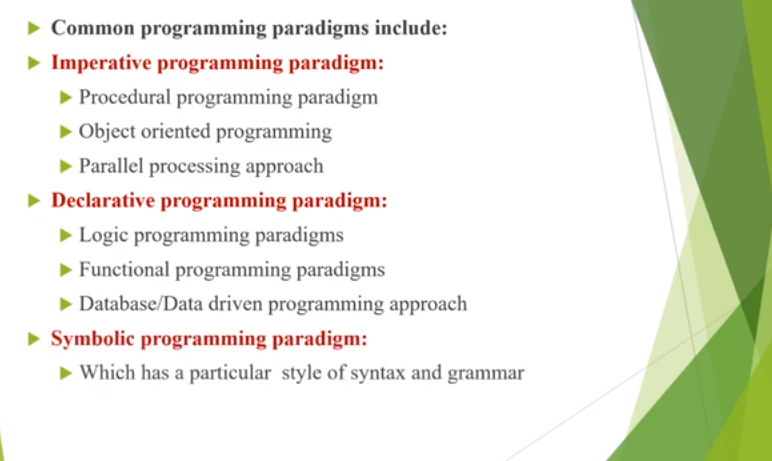 Common programming paradigms include:
Imperative programming paradigm:
Procedural programming paradigm
Object oriented programming
Parallel processing approach
Declarative programming paradigm:
Logic programming paradigms
Functional programming paradigms
Database/Data driven programming approach
Symbolic programming paradigm:
Which has a particular style of syntax and grammar